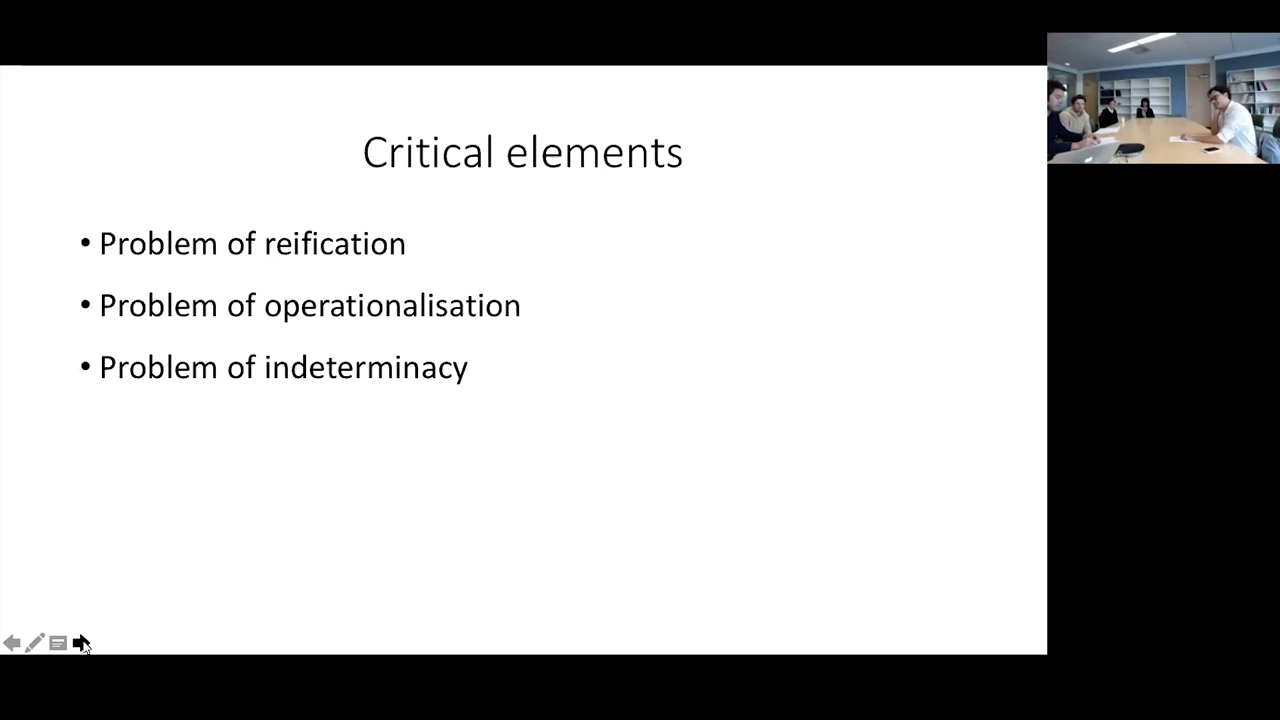 Critical elements
• Problem of reification
• Problem of operationalisation
• Problem of indeterminacy